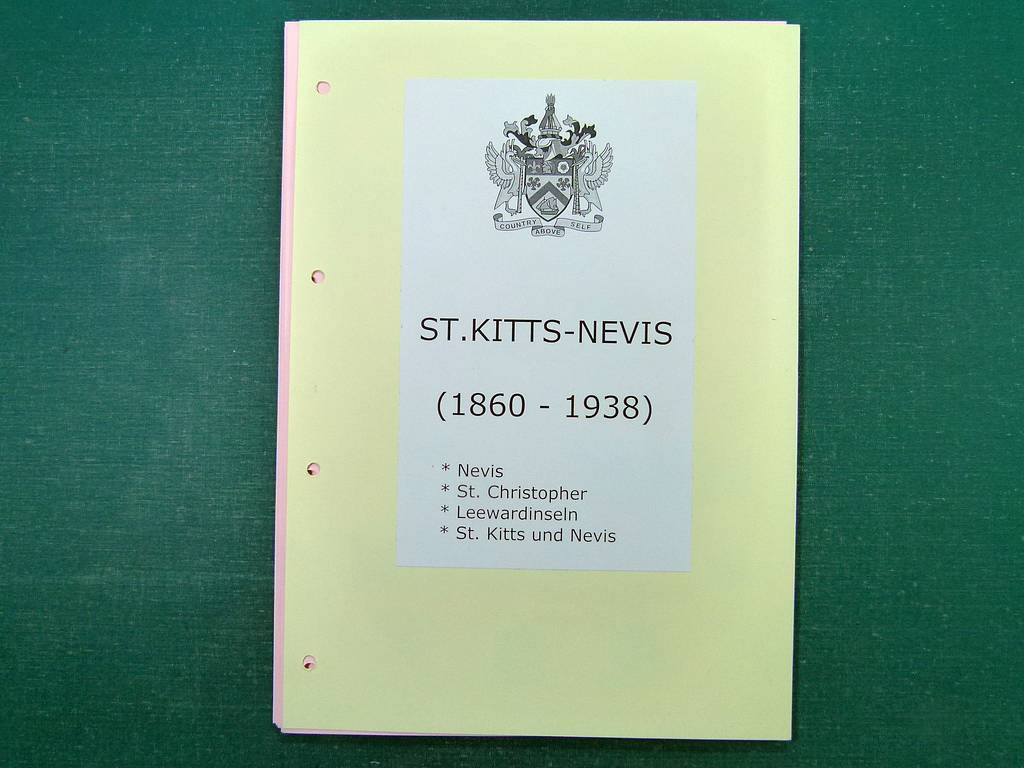 COUNTRY ABOVE SELF
ST.KITTS-NEVIS
(1860 - 1938)
* Nevis
* St. Christopher
* Leewardinseln
* St. Kitts und Nevis